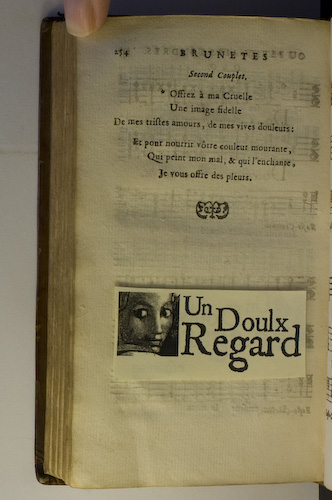 254 BRUNETES
Second Couplet.
* Offrez à ma Cruelle
Une image fidelle
De mes tristes amours, de mes vives douleurs:
Et pour nourrir vôtre couleur mourante,
Qui peint mon mal, & qui l'enchante,
Je vous offre des pleurs.
Un Doulx
Regard